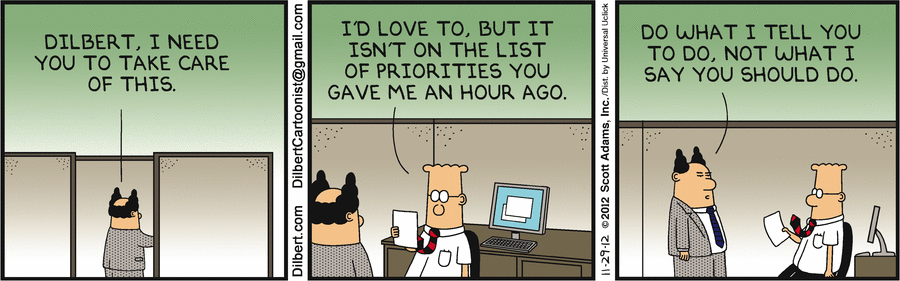 DILBERT, I NEED
YOU TO TAKE CARE
OF THIS.
Dilbert.com DilbertCartoonist@gmail.com
I'D LOVE TO, BUT IT
ISN'T ON THE LIST
OF PRIORITIES YOU
GAVE ME AN HOUR AGO.
11-29-12 © 2012 Scott Adams, Inc. /Dist. by Universal Uclick
DO WHAT I TELL YOU
TO DO, NOT WHAT I
SAY YOU SHOULD DO.